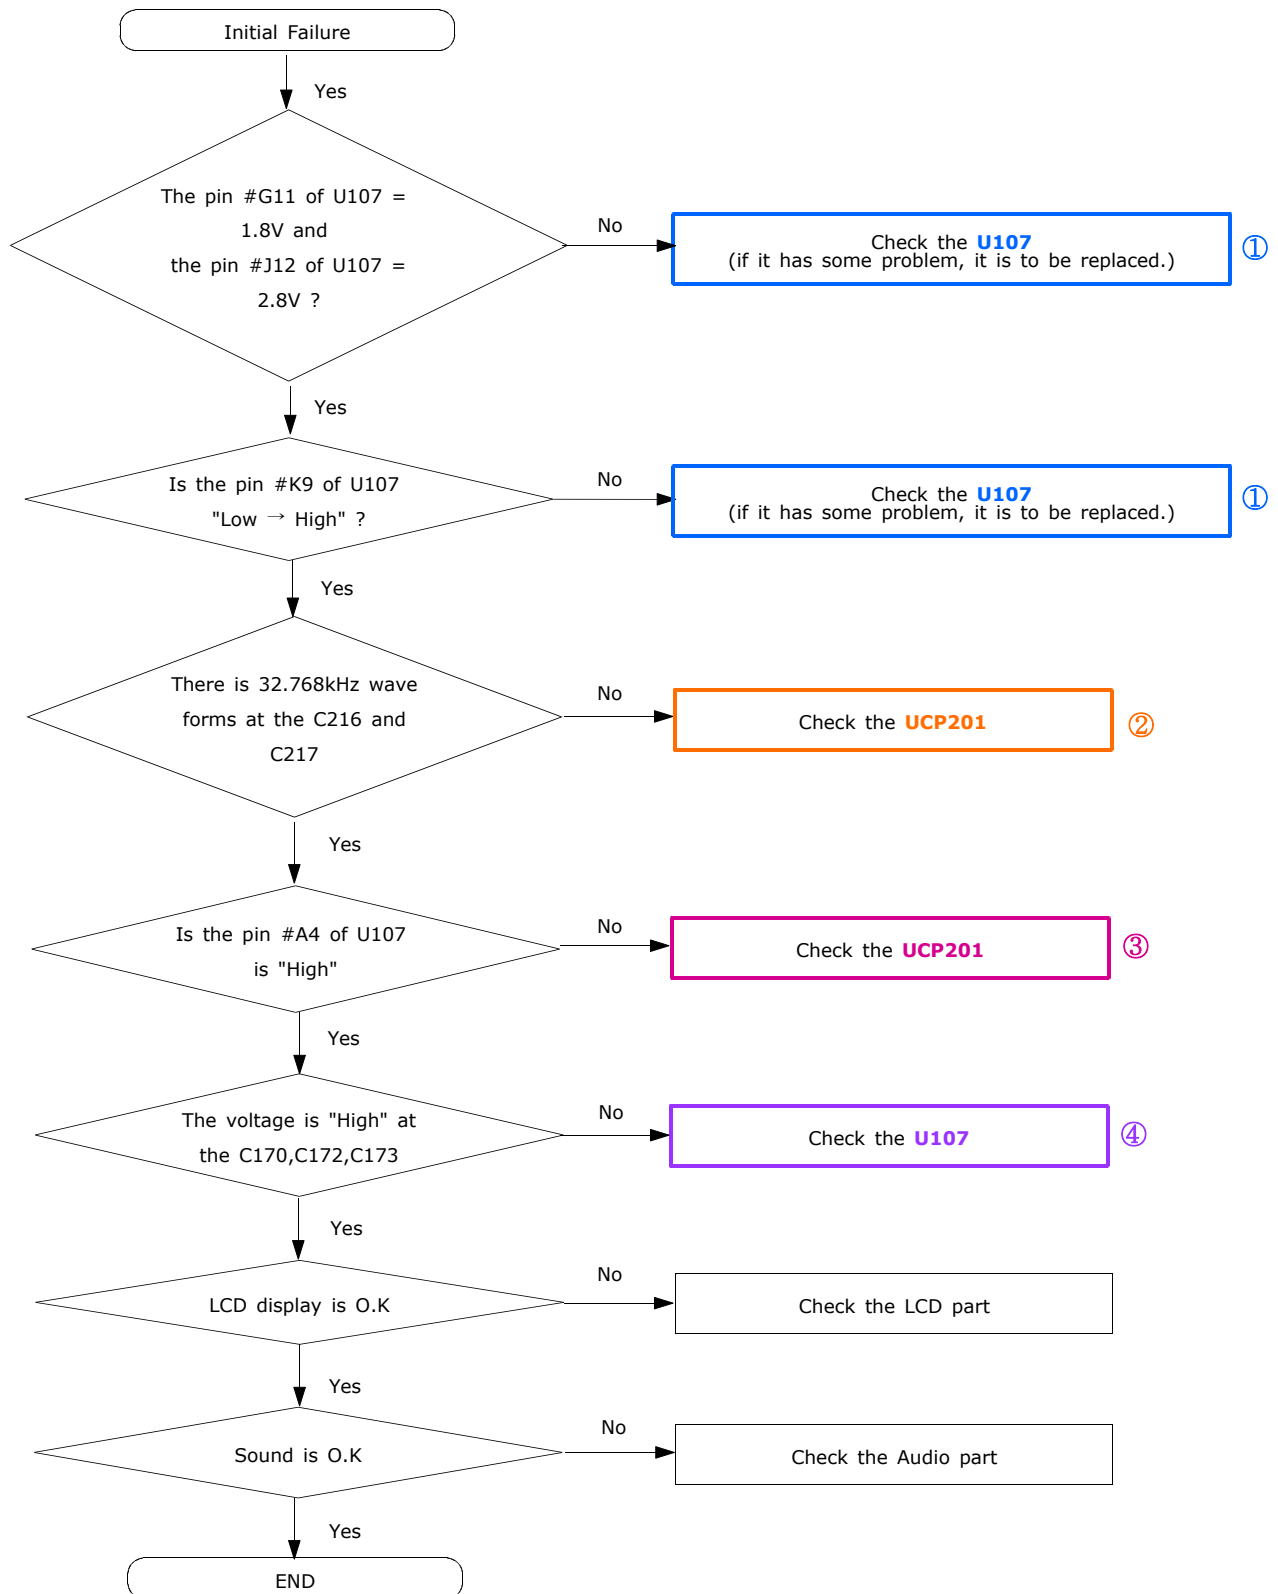 Initial Failure
Yes
The pin #G11 of U107 =
1.8V and
the pin #J12 of U107 =
2.8V ?
No
Check the U107
(if it has some problem, it is to be replaced.)
①
Yes
Is the pin #K9 of U107
"Low → High" ?
No
Check the U107
(if it has some problem, it is to be replaced.)
①
Yes
There is 32.768kHz wave
forms at the C216 and
C217
No
Check the UCP201
②
Yes
Is the pin #A4 of U107
is "High"
No
Check the UCP201
③
Yes
The voltage is "High" at
the C170,C172,C173
No
Check the U107
④
Yes
LCD display is O.K
No
Check the LCD part
Yes
Sound is O.K
No
Check the Audio part
Yes
END